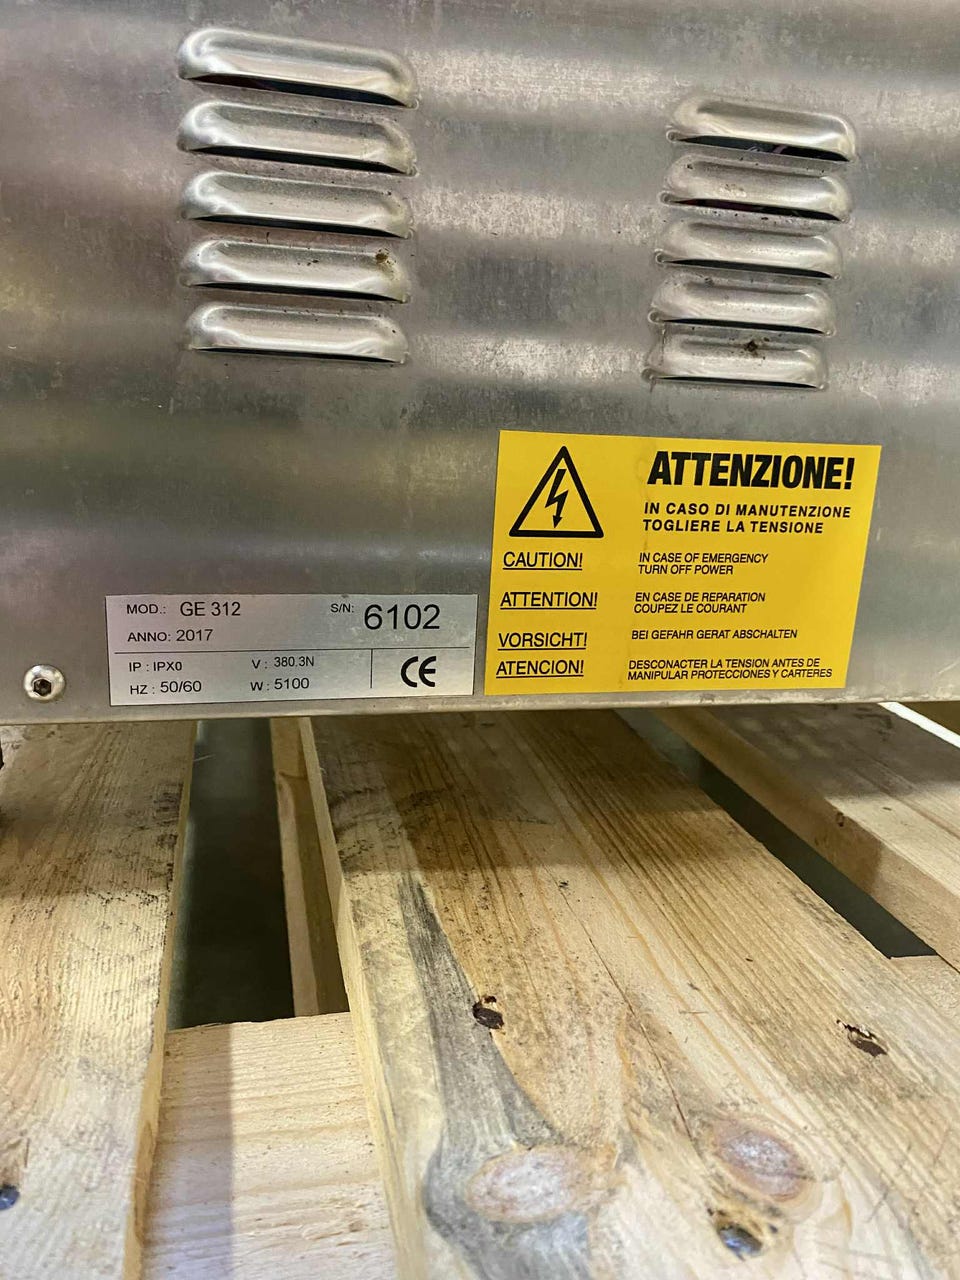 MOD.: GE 312 S/N: 6102
ANNO: 2017
IP : IPX0 V : 380.3N
HZ : 50/60 W : 5100
CE
ATTENZIONE!
IN CASO DI MANUTENZIONE
TOGLIERE LA TENSIONE
CAUTION! IN CASE OF EMERGENCY
TURN OFF POWER
ATTENTION! EN CASE DE REPARATION
COUPEZ LE COURANT
VORSICHT! BEI GEFAHR GERAT ABSCHALTEN
ATENCION! DESCONACTER LA TENSION ANTES DE
MANIPULAR PROTECCIONES Y CARTERES